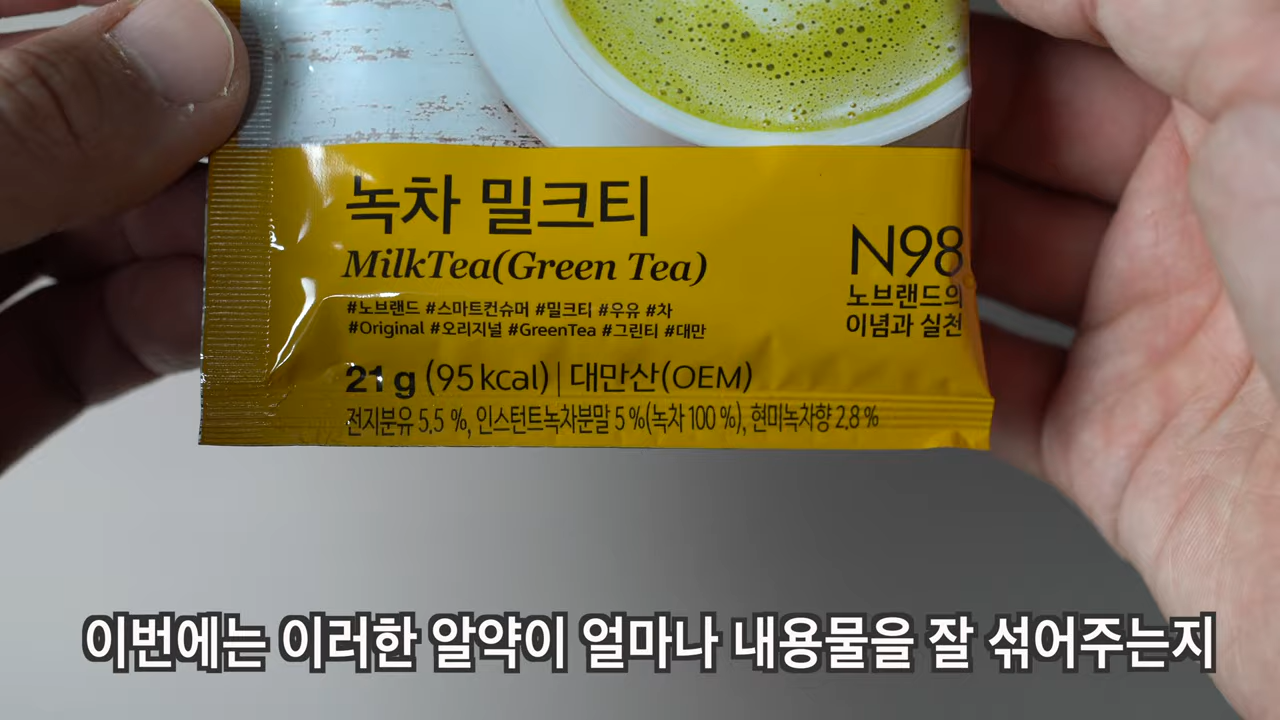 녹차 밀크티
MilkTea(Green Tea)
#노브랜드 #스마트컨슈머 #밀크티 #우유 #차
#Original #오리지널 #GreenTea #그린티 #대만
21 g (95 kcal) | 대만산(OEM)
전지분유 5.5 %, 인스턴트녹차분말 5 %(녹차 100 %), 현미녹차향 2.8 %
N98
노브랜드의
이념과 실천
이번에는 이러한 알약이 얼마나 내용물을 잘 섞어주는지